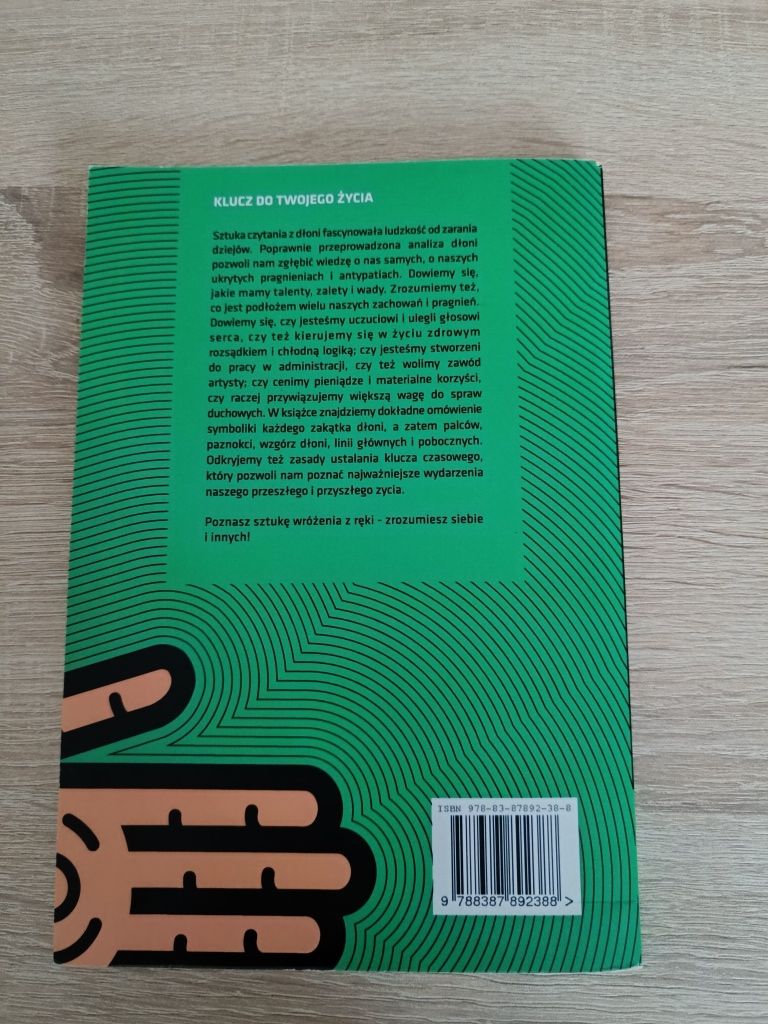 KLUCZ DO TWOJEGO ŻYCIA
Sztuka czytania z dłoni fascynowała ludzkość od zarania
dziejów. Poprawnie przeprowadzona analiza dłoni
pozwoli nam zgłębić wiedzę o nas samych, o naszych
ukrytych pragnieniach i antypatiach. Dowiemy się,
jakie mamy talenty, zalety i wady. Zrozumiemy też,
co jest podłożem wielu naszych zachowań i pragnień.
Dowiemy się, czy jesteśmy uczuciowi i ulegli głosowi
serca, czy też kierujemy się w życiu zdrowym
rozsądkiem i chłodną logiką; czy jesteśmy stworzeni
do pracy w administracji, czy też wolimy zawód
artysty; czy cenimy pieniądze i materialne korzyści,
czy raczej przywiązujemy większą wagę do spraw
duchowych. W książce znajdziemy dokładne omówienie
symboliki każdego zakątka dłoni, a zatem palców,
paznokci, wzgórz dłoni, linii głównych i pobocznych.
Odkryjemy też zasady ustalania klucza czasowego,
który pozwoli nam poznać najważniejsze wydarzenia
naszego przeszłego i przyszłego zycia.
Poznasz sztukę wróżenia z ręki - zrozumiesz siebie
i innych!
ISBN 978-83-87892-38-8
9 788387 892388 >